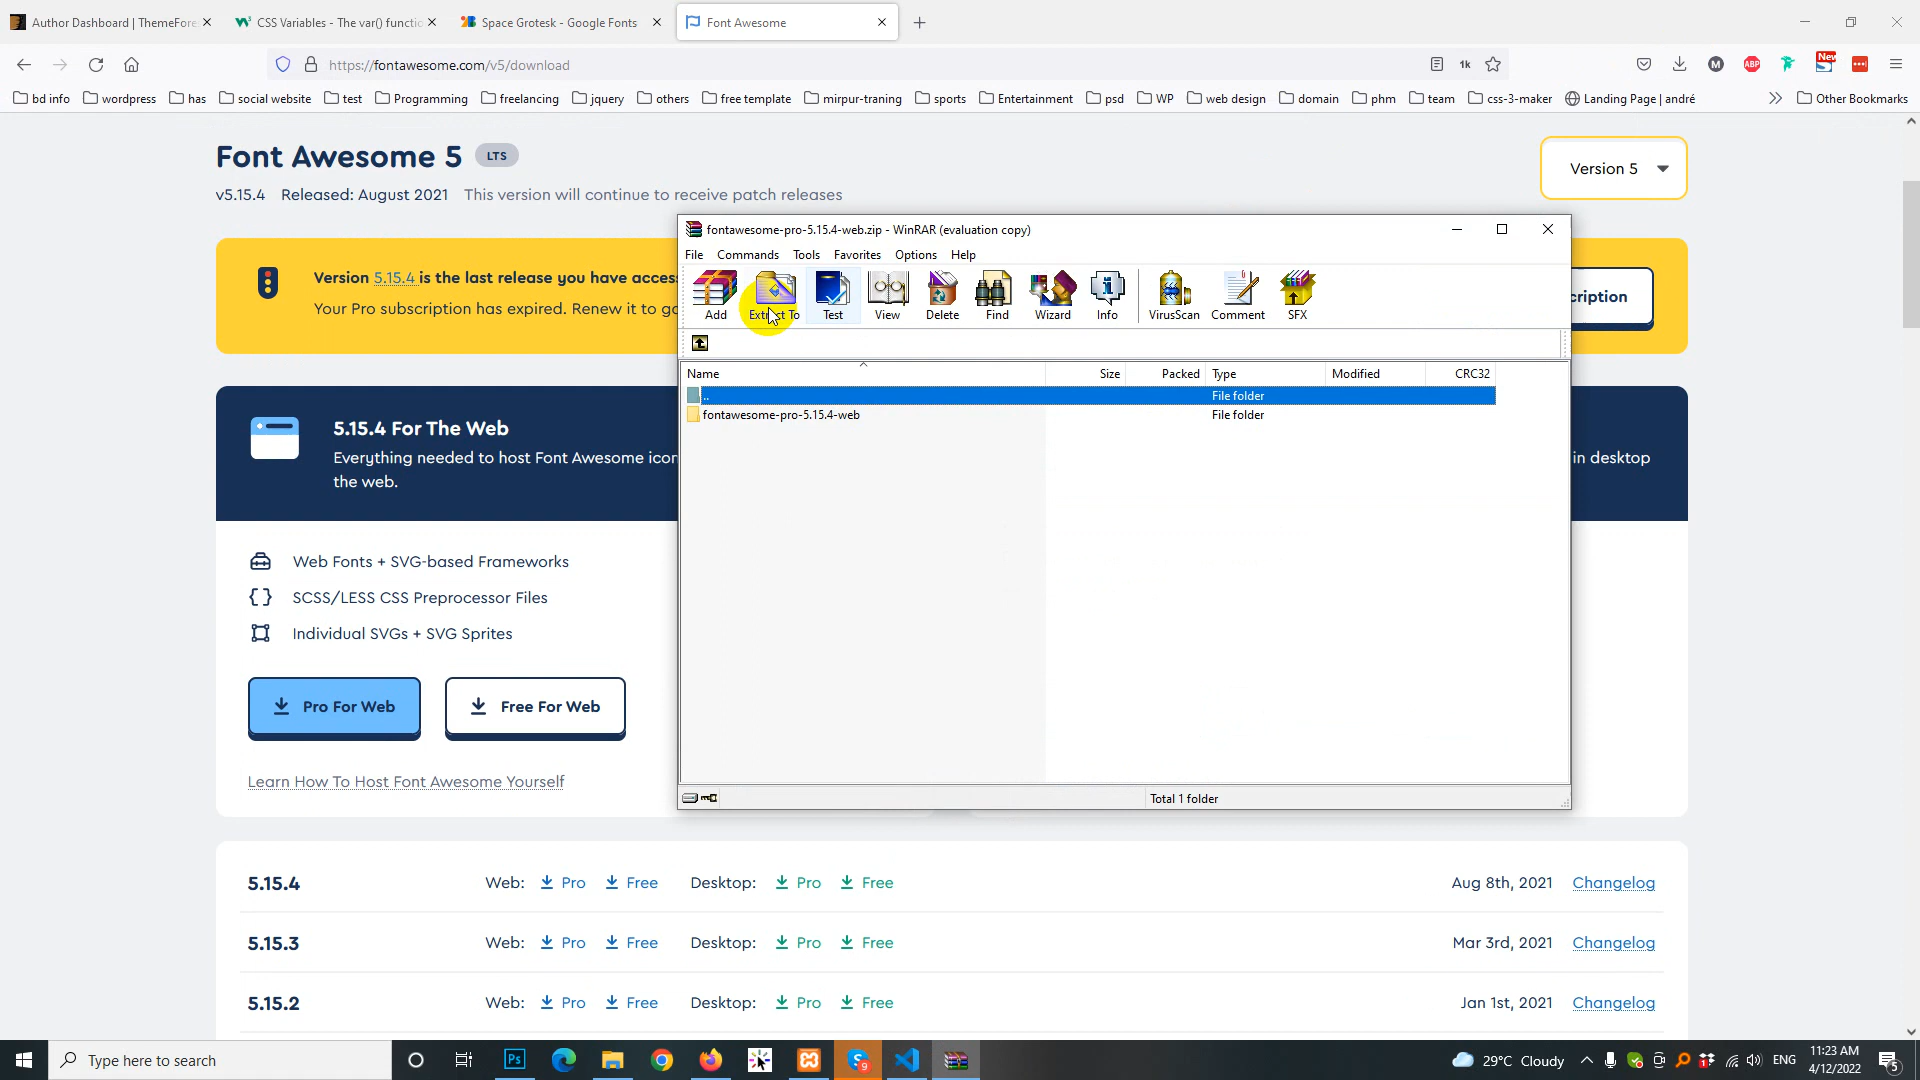 Author Dashboard | ThemeFore
CSS Variables - The var() functio
Space Grotesk - Google Fonts
Font Awesome
https://fontawesome.com/v5/download
1k
M
ABP
New
bd info
wordpress
has
social website
test
Programming
freelancing
jquery
others
free template
mirpur-traning
sports
Entertainment
psd
WP
web design
domain
phm
team
css-3-maker
Landing Page | andré
Other Bookmarks
Font Awesome 5 LTS
v5.15.4 Released: August 2021 This version will continue to receive patch releases
Version 5
Version 5.15.4 is the last release you have acces
Your Pro subscription has expired. Renew it to g
cription
5.15.4 For The Web
Everything needed to host Font Awesome icon
the web.
in desktop
Web Fonts + SVG-based Frameworks
SCSS/LESS CSS Preprocessor Files
Individual SVGs + SVG Sprites
Pro For Web
Free For Web
Learn How To Host Font Awesome Yourself
fontawesome-pro-5.15.4-web.zip - WinRAR (evaluation copy)
File Commands Tools Favorites Options Help
Add Extract To Test View Delete Find Wizard Info VirusScan Comment SFX
Name Size Packed Type Modified CRC32
.. File folder
fontawesome-pro-5.15.4-web File folder
Total 1 folder
5.15.4 Web: Pro Free Desktop: Pro Free Aug 8th, 2021 Changelog
5.15.3 Web: Pro Free Desktop: Pro Free Mar 3rd, 2021 Changelog
5.15.2 Web: Pro Free Desktop: Pro Free Jan 1st, 2021 Changelog
Type here to search
Ps
9
29°C Cloudy
1
ENG
11:23 AM
4/12/2022
5